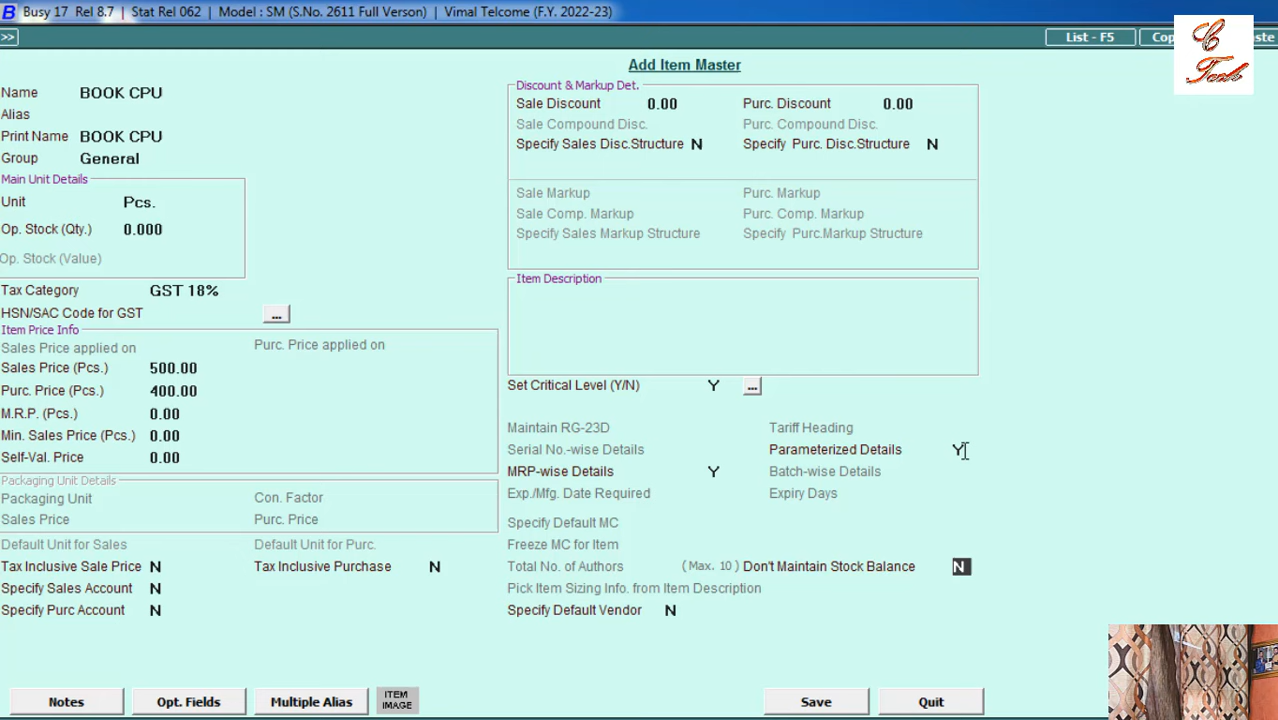 Busy 17 Rel 8.7 | Stat Rel 062 | Model : SM (S.No. 2611 Full Verson) | Vimal Telcome (F.Y. 2022-23)
>> List - F5
Add Item Master
Name BOOK CPU
Alias
Print Name BOOK CPU
Group General
Main Unit Details
Unit Pcs.
Op. Stock (Qty.) 0.000
Op. Stock (Value)
Tax Category GST 18%
HSN/SAC Code for GST ...
Item Price Info
Sales Price applied on Purc. Price applied on
Sales Price (Pcs.) 500.00
Purc. Price (Pcs.) 400.00
M.R.P. (Pcs.) 0.00
Min. Sales Price (Pcs.) 0.00
Self-Val. Price 0.00
Packaging Unit Details
Packaging Unit Con. Factor
Sales Price Purc. Price
Default Unit for Sales Default Unit for Purc.
Tax Inclusive Sale Price N Tax Inclusive Purchase N
Specify Sales Account N
Specify Purc Account N
Discount & Markup Det.
Sale Discount 0.00 Purc. Discount 0.00
Sale Compound Disc. Purc. Compound Disc.
Specify Sales Disc.Structure N Specify Purc. Disc.Structure N
Sale Markup Purc. Markup
Sale Comp. Markup Purc. Comp. Markup
Specify Sales Markup Structure Specify Purc.Markup Structure
Item Description
Set Critical Level (Y/N) Y ...
Maintain RG-23D Tariff Heading
Serial No.-wise Details Parameterized Details Y
MRP-wise Details Y Batch-wise Details
Exp./Mfg. Date Required Expiry Days
Specify Default MC
Freeze MC for Item
Total No. of Authors (Max. 10) Don't Maintain Stock Balance N
Pick Item Sizing Info. from Item Description
Specify Default Vendor N
Notes Opt. Fields Multiple Alias ITEM IMAGE Save Quit